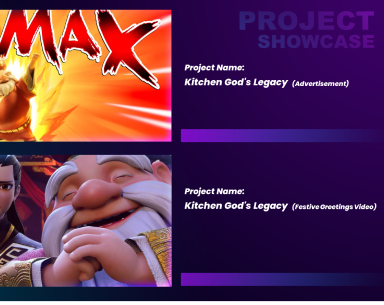 MAX
PROJECT
SHOWCASE
Project Name:
Kitchen God's Legacy (Advertisement)
Project Name:
Kitchen God's Legacy (Festive Greetings Video)